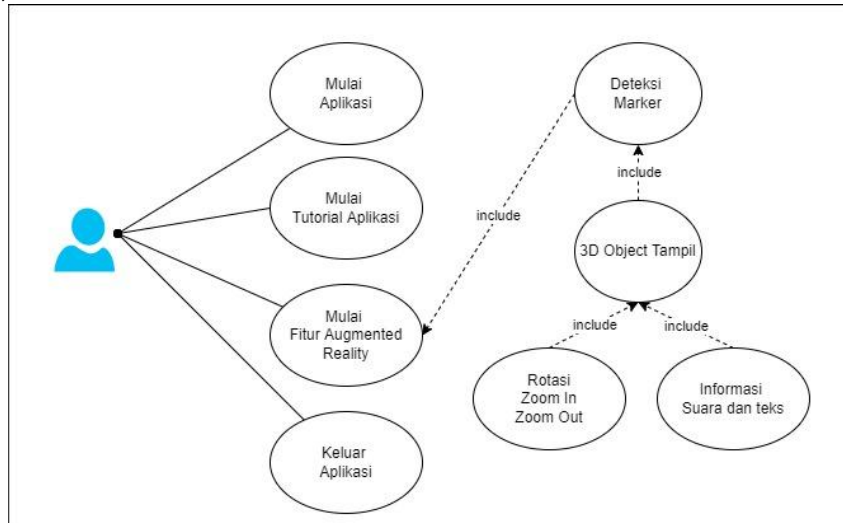 Mulai
Aplikasi
Mulai
Tutorial Aplikasi
Mulai
Fitur Augmented
Reality
Keluar
Aplikasi
include
Deteksi
Marker
include
3D Object Tampil
include
include
Rotasi
Zoom In
Zoom Out
Informasi
Suara dan teks